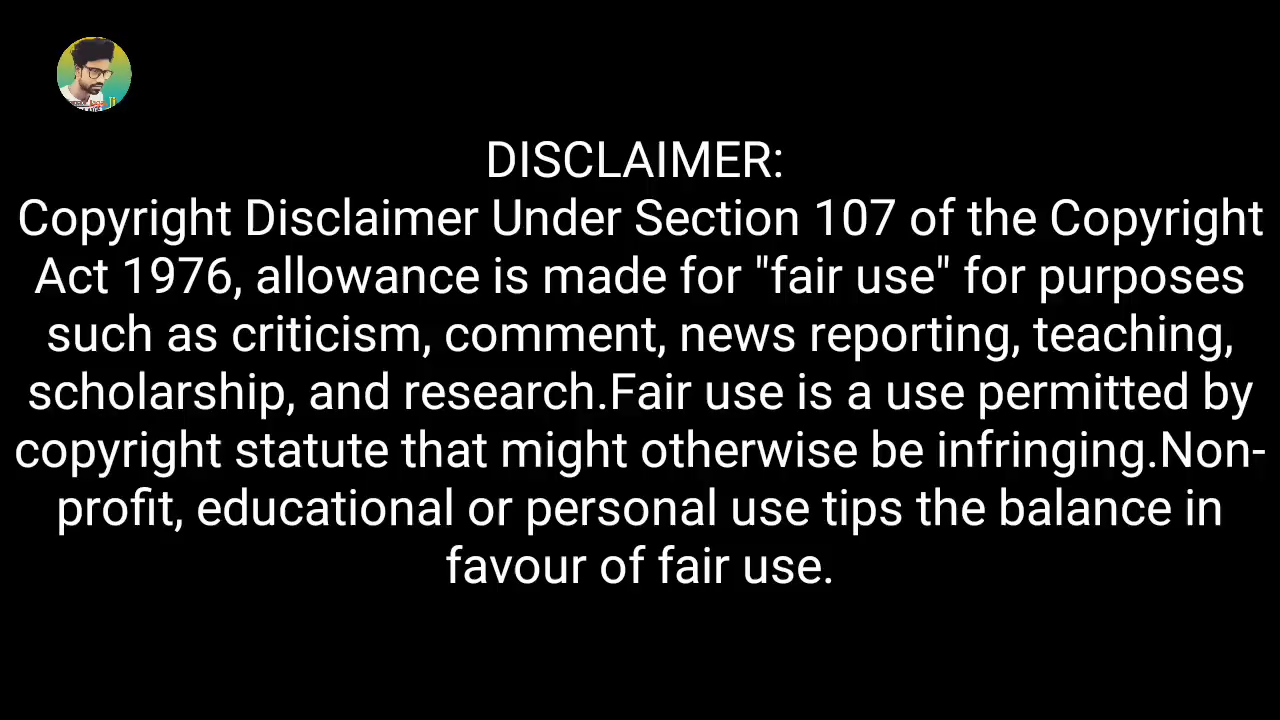 DISCLAIMER:
Copyright Disclaimer Under Section 107 of the Copyright
Act 1976, allowance is made for "fair use" for purposes
such as criticism, comment, news reporting, teaching,
scholarship, and research.Fair use is a use permitted by
copyright statute that might otherwise be infringing.Non-
profit, educational or personal use tips the balance in
favour of fair use.